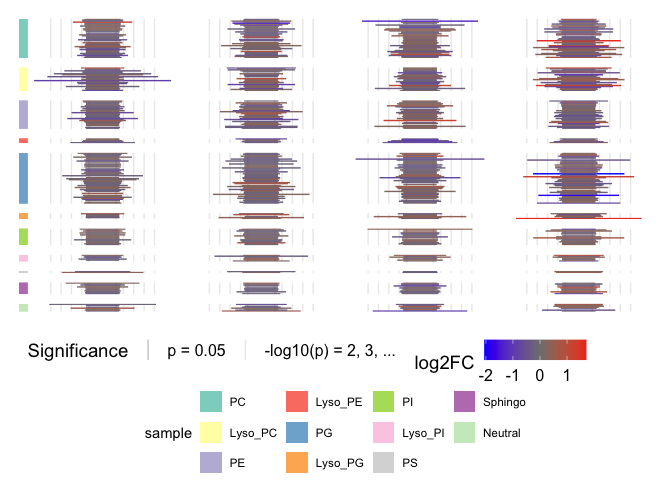 Significance p = 0.05 -log10(p) = 2, 3, ...
log2FC
-2 -1 0 1
PC Lyso_PE PI Sphingo
sample Lyso_PC PG Lyso_PI Neutral
PE Lyso_PG PS